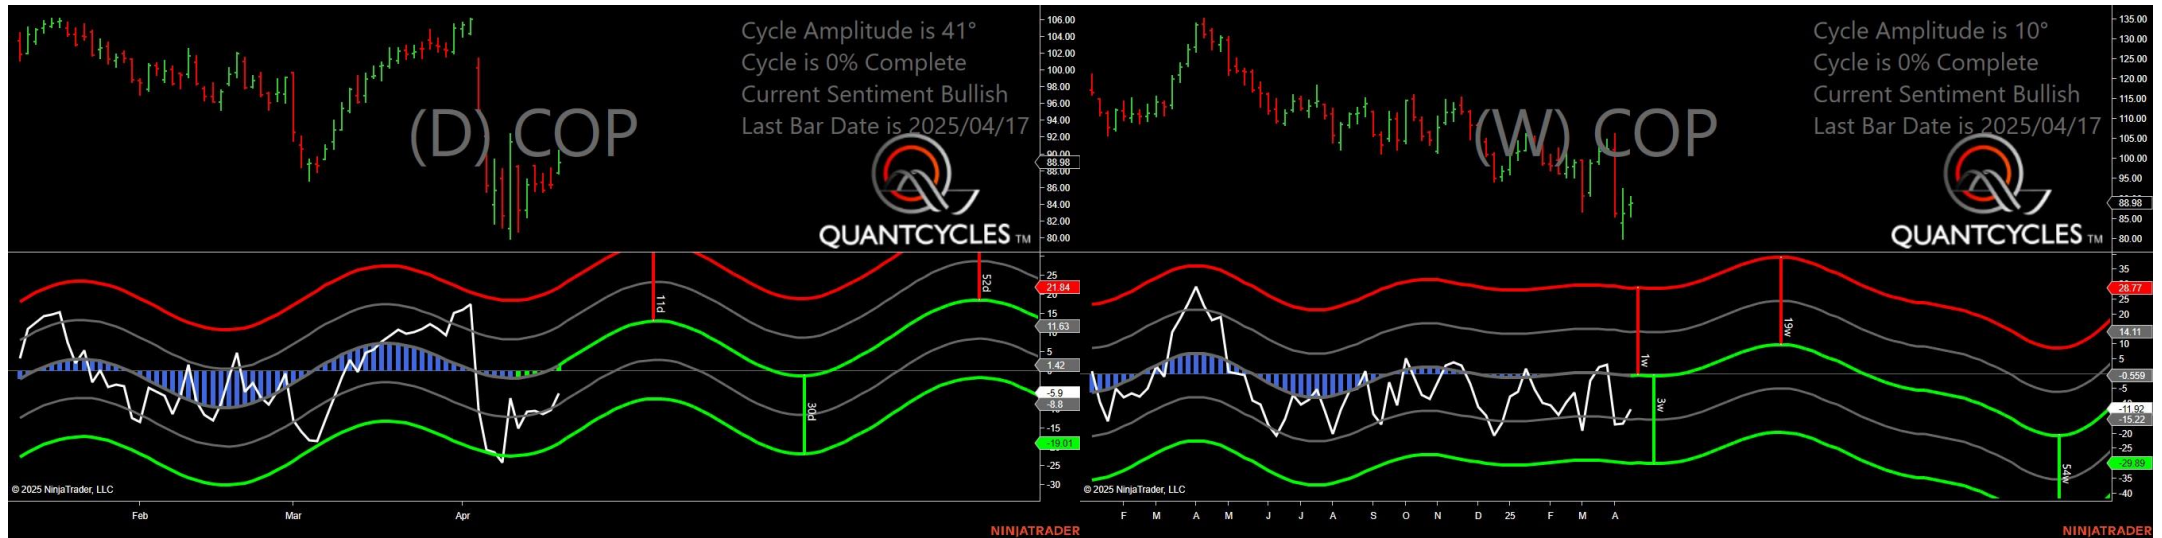 Cycle Amplitude is 41°
Cycle is 0% Complete
Current Sentiment Bullish
Last Bar Date is 2025/04/17
(D) COP
QUANTCYCLES TM
106.00
104.00
102.00
100.00
98.00
96.00
94.00
92.00
90.00
88.98
88.00
86.00
84.00
82.00
80.00
11d
30d
52d
25
21.84
20
15
11.63
5
1.42
-5.9
-8.8
-15
-19.01
-25
-30
© 2025 NinjaTrader, LLC
Feb Mar Apr
NINJATRADER
Cycle Amplitude is 10°
Cycle is 0% Complete
Current Sentiment Bullish
Last Bar Date is 2025/04/17
(W) COP
QUANTCYCLES TM
135.00
130.00
125.00
120.00
115.00
110.00
105.00
100.00
95.00
88.98
85.00
80.00
1w
3w
19w
54w
35
28.77
25
20
14.11
10
5
-0.559
-5
-11.92
-15.22
-20
-25
-29.89
-35
-40
© 2025 NinjaTrader, LLC
F M A M J J A S O N D 25 F M A
NINJATRADER